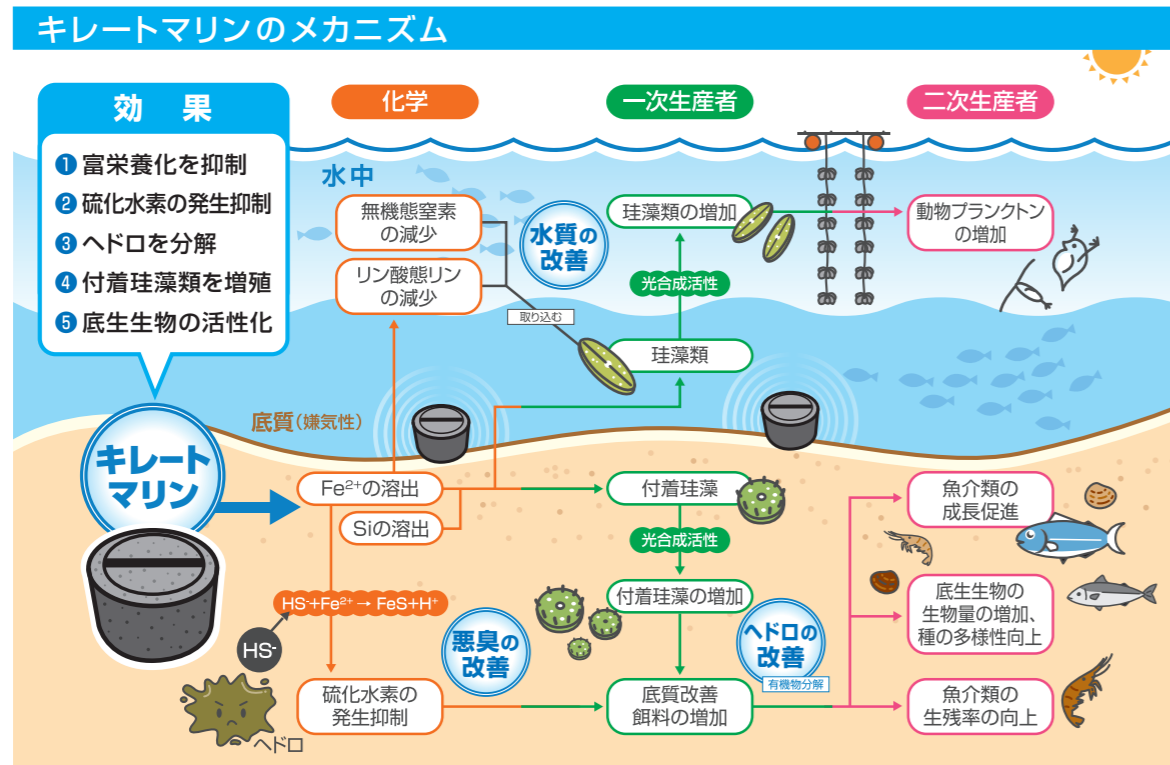 キレートマリンのメカニズム
効 果
❶ 富栄養化を抑制
❷ 硫化水素の発生抑制
❸ ヘドロを分解
❹ 付着珪藻類を増殖
❺ 底生生物の活性化
キレート
マリン
化学
一次生産者
二次生産者
水中
無機態窒素
の減少
リン酸態リン
の減少
水質の
改善
取り込む
珪藻類の増加
光合成活性
珪藻類
動物プランクトン
の増加
底質(嫌気性)
Fe²⁺の溶出
Siの溶出
HS⁻+Fe²⁺→ FeS+H⁺
HS⁻
ヘドロ
硫化水素の
発生抑制
悪臭の
改善
付着珪藻
光合成活性
付着珪藻の増加
底質改善
餌料の増加
ヘドロの
改善
有機物分解
魚介類の
成長促進
底生生物の
生物量の増加、
種の多様性向上
魚介類の
生残率の向上